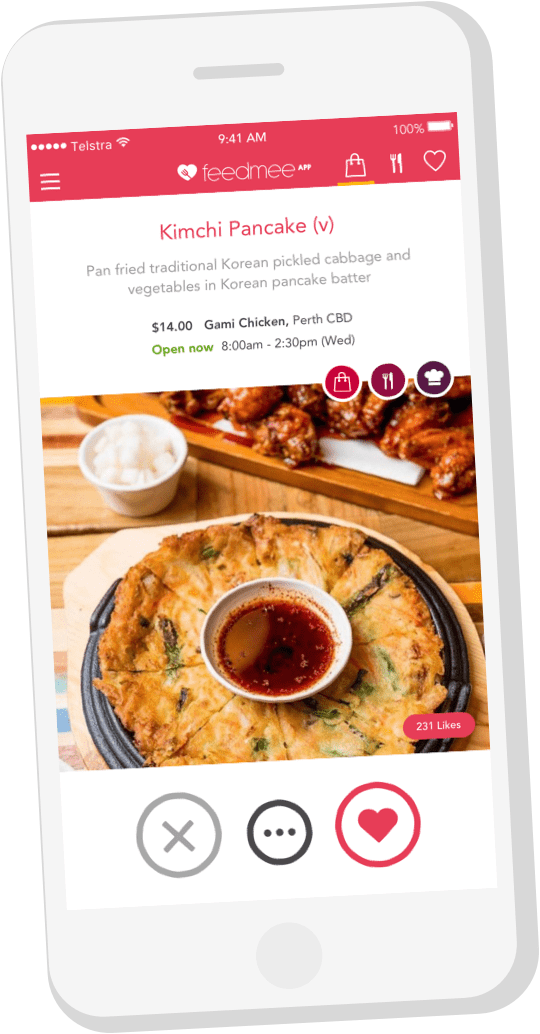 Telstra 9:41 AM 100%
feedmee APP
Kimchi Pancake (v)
Pan fried traditional Korean pickled cabbage and
vegetables in Korean pancake batter
$14.00 Gami Chicken, Perth CBD
Open now 8:00am - 2:30pm (Wed)
231 Likes